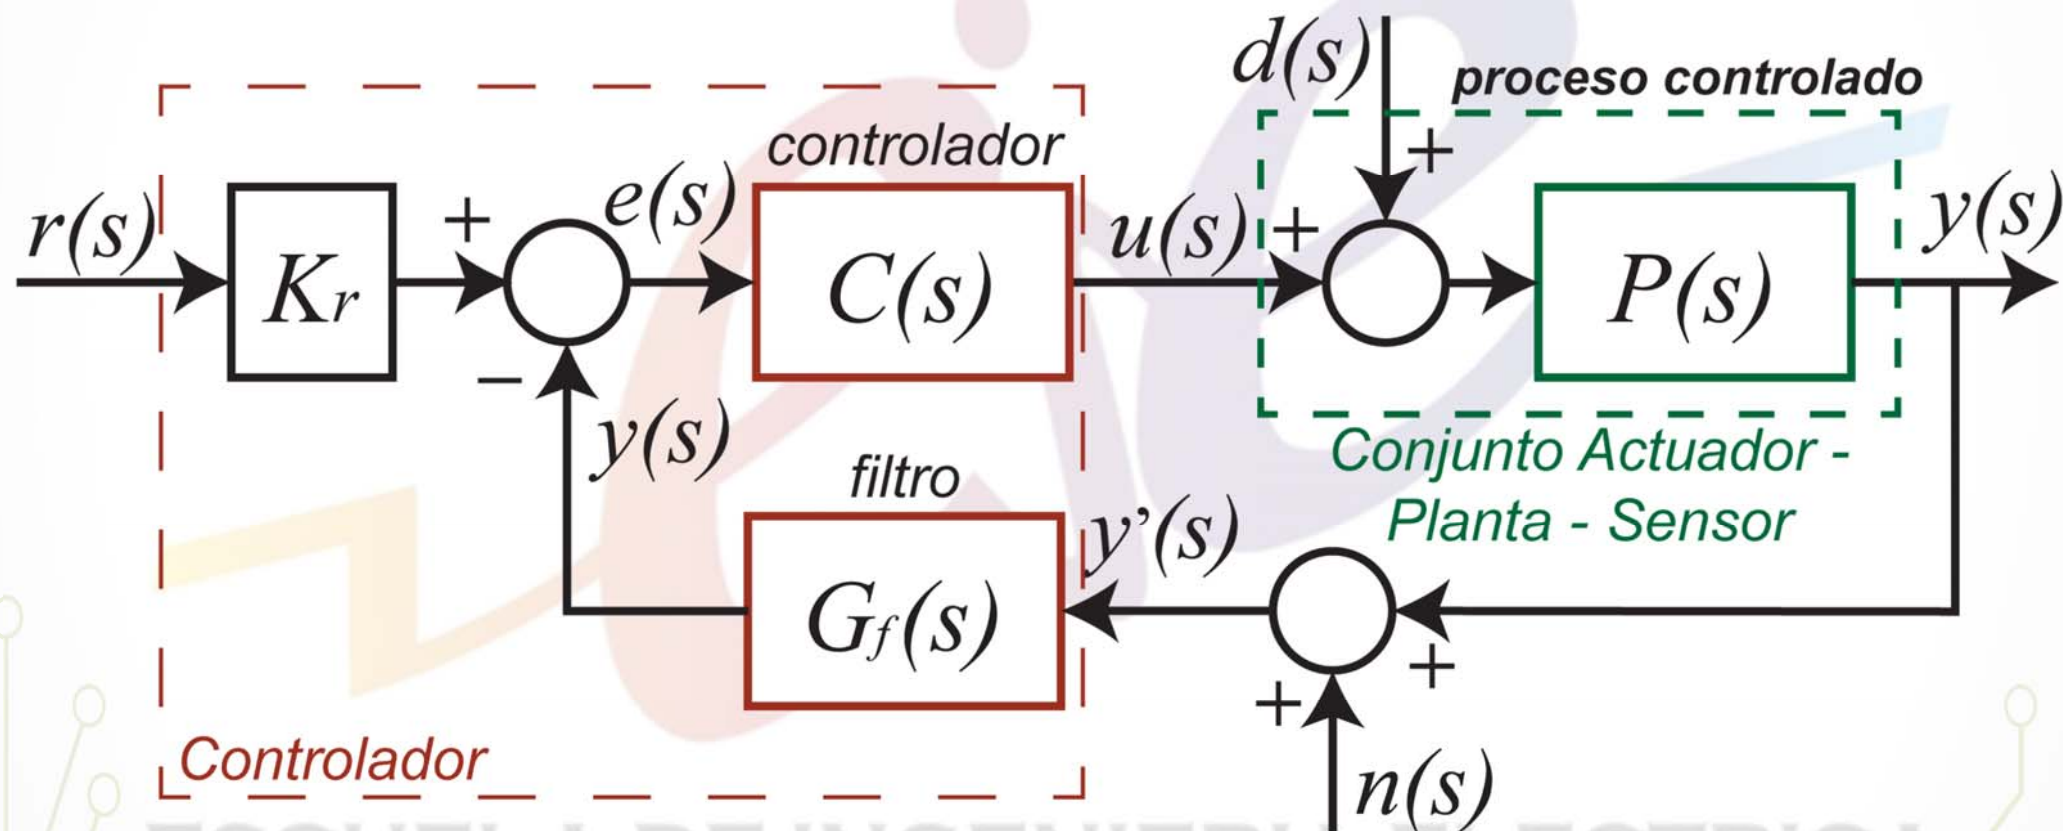 d(s)
proceso controlado
controlador
r(s)
Kr
+
e(s)
C(s)
u(s)
+
+
P(s)
y(s)
−
y(s)
filtro
Gf(s)
y’(s)
Conjunto Actuador -
Planta - Sensor
+
+
n(s)
Controlador